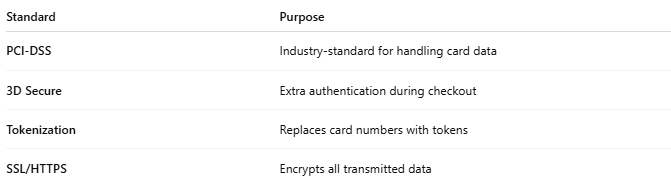 Standard Purpose
PCI-DSS Industry-standard for handling card data
3D Secure Extra authentication during checkout
Tokenization Replaces card numbers with tokens
SSL/HTTPS Encrypts all transmitted data